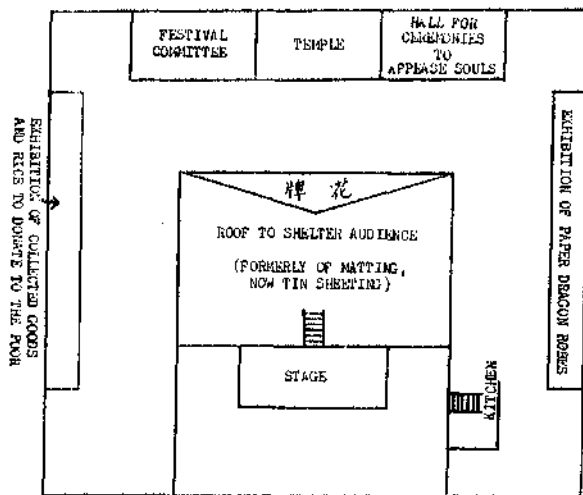 FESTIVAL
COMMITTEE
TEMPLE
HALL FOR
CEREMONIES
TO
APPEASE SOULS
EXHIBITION OF COLLECTED GOODS
AND RICE TO DONATE TO THE POOR
牌 花
ROOF TO SHELTER AUDIENCE
(FORMERLY OF MATTING,
NOW TIN SHEETING)
STAGE
KITCHEN
EXHIBITION OF PAPER DRAGON ROBES